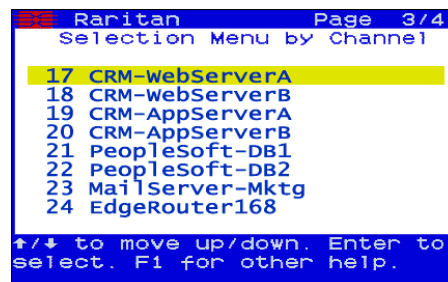 Raritan Page 3/4
Selection Menu by Channel
17 CRM-WebServerA
18 CRM-WebServerB
19 CRM-AppServerA
20 CRM-AppServerB
21 PeopleSoft-DB1
22 PeopleSoft-DB2
23 MailServer-Mktg
24 EdgeRouter168
↑/↓ to move up/down. Enter to
select. F1 for other help.